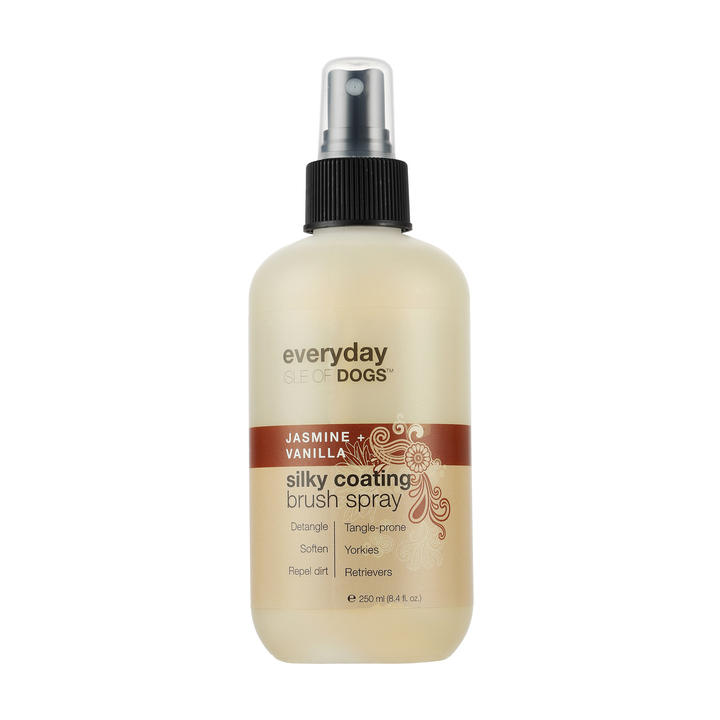 everyday
ISLE OF DOGS™
JASMINE +
VANILLA
silky coating
brush spray
Detangle Tangle-prone
Soften Yorkies
Repel dirt Retrievers
℮ 250 ml (8.4 fl. oz.)